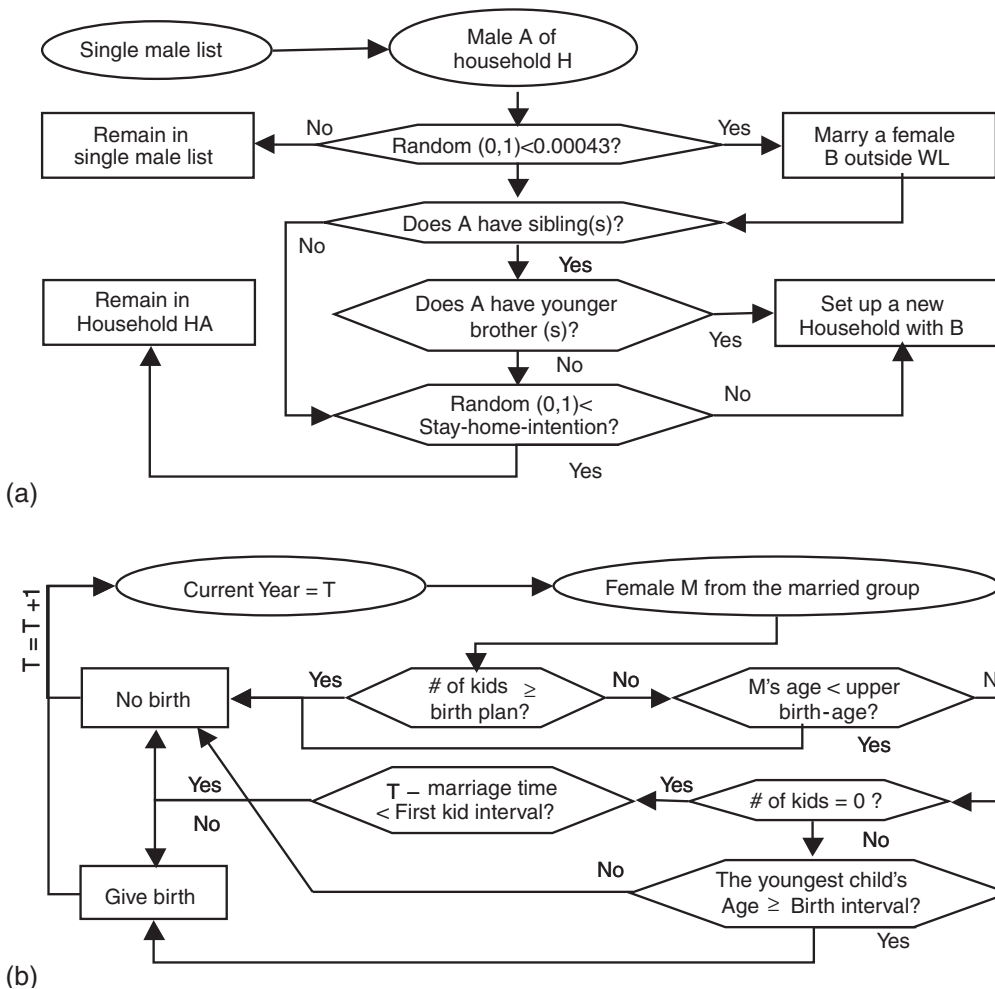 Single male list
Male A of
household H
No
Yes
Remain in
single male list
Random (0,1)<0.00043?
Marry a female
B outside WL
Does A have sibling(s)?
No
Yes
Remain in
Household HA
Does A have younger
brother (s)?
Yes
Set up a new
Household with B
No
Random (0,1)<
Stay-home-intention?
No
Yes
(a)
Current Year = T
Female M from the married group
T = T +1
No birth
Yes
# of kids ≥
birth plan?
No
M's age < upper
birth-age?
N
Yes
Yes
No
T – marriage time
< First kid interval?
Yes
# of kids = 0 ?
No
Give birth
No
The youngest child's
Age ≥ Birth interval?
Yes
(b)